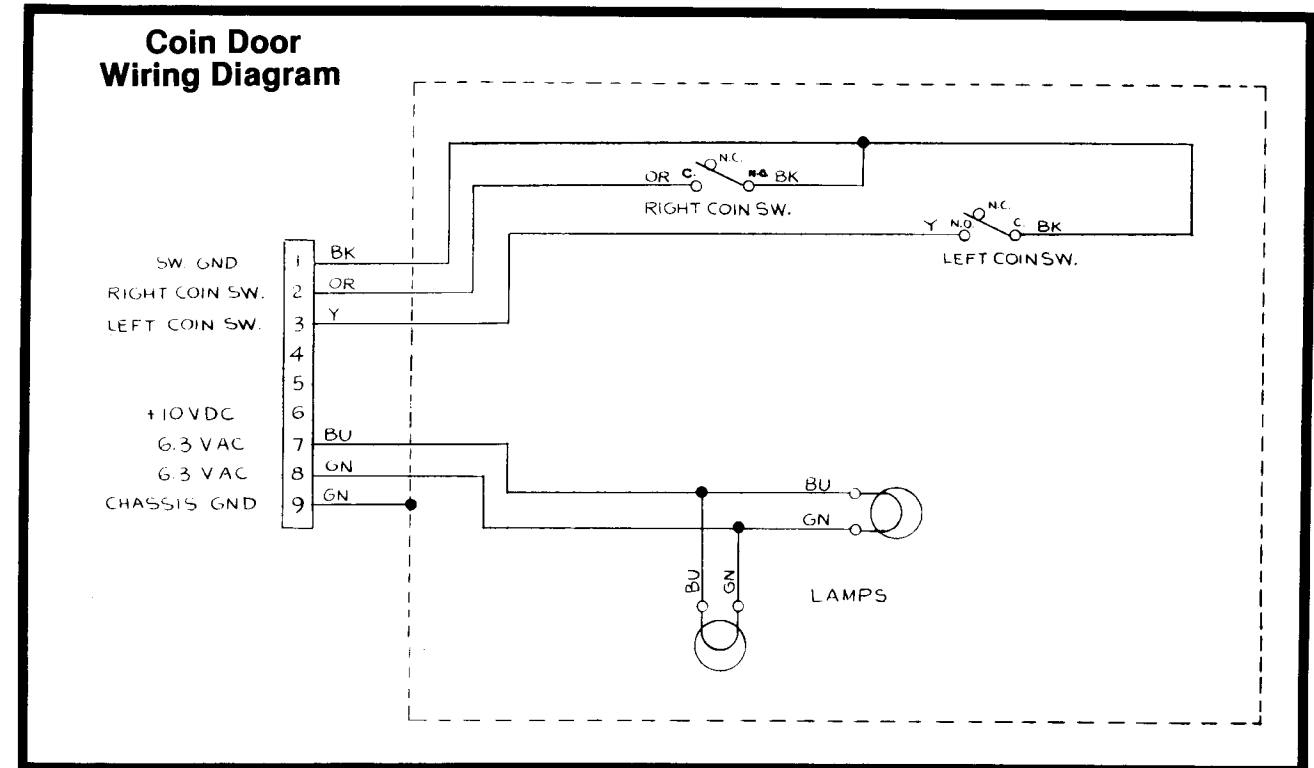 Coin Door
Wiring Diagram
N.C.
OR C. N.O. BK
RIGHT COIN SW.
N.C.
Y N.O. C. BK
LEFT COIN SW.
SW. GND 1 BK
RIGHT COIN SW. 2 OR
LEFT COIN SW. 3 Y
4
5
+10VDC 6
6.3 VAC 7 BU
6.3 VAC 8 GN
CHASSIS GND 9 GN
BU
GN
BU GN
LAMPS